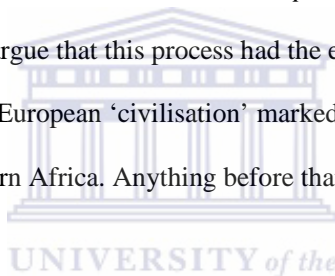 argue that this process had the e
European ‘civilisation’ marked
rn Africa. Anything before tha
UNIVERSITY of the